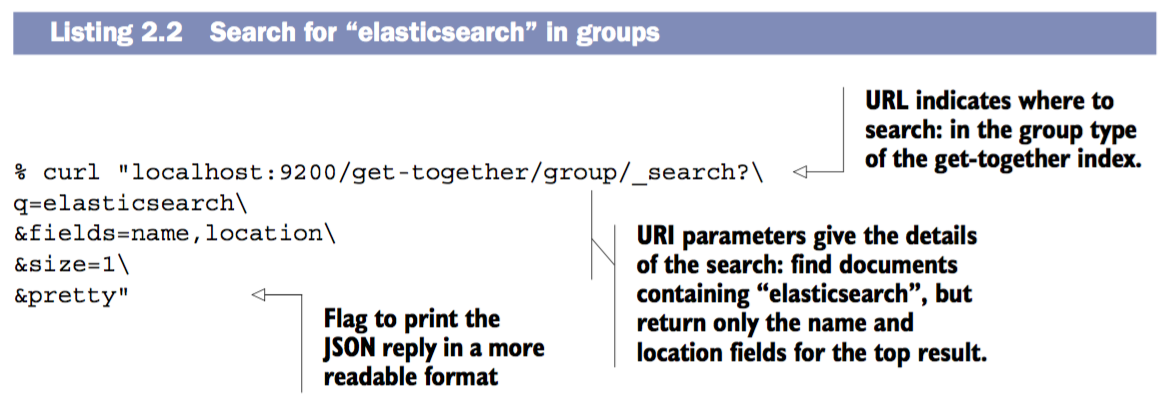 Listing 2.2 Search for “elasticsearch” in groups
URL indicates where to
search: in the group type
of the get-together index.
% curl "localhost:9200/get-together/group/_search?\
q=elasticsearch\
&fields=name,location\
&size=1\
&pretty"
URI parameters give the details
of the search: find documents
containing “elasticsearch”, but
return only the name and
location fields for the top result.
Flag to print the
JSON reply in a more
readable format